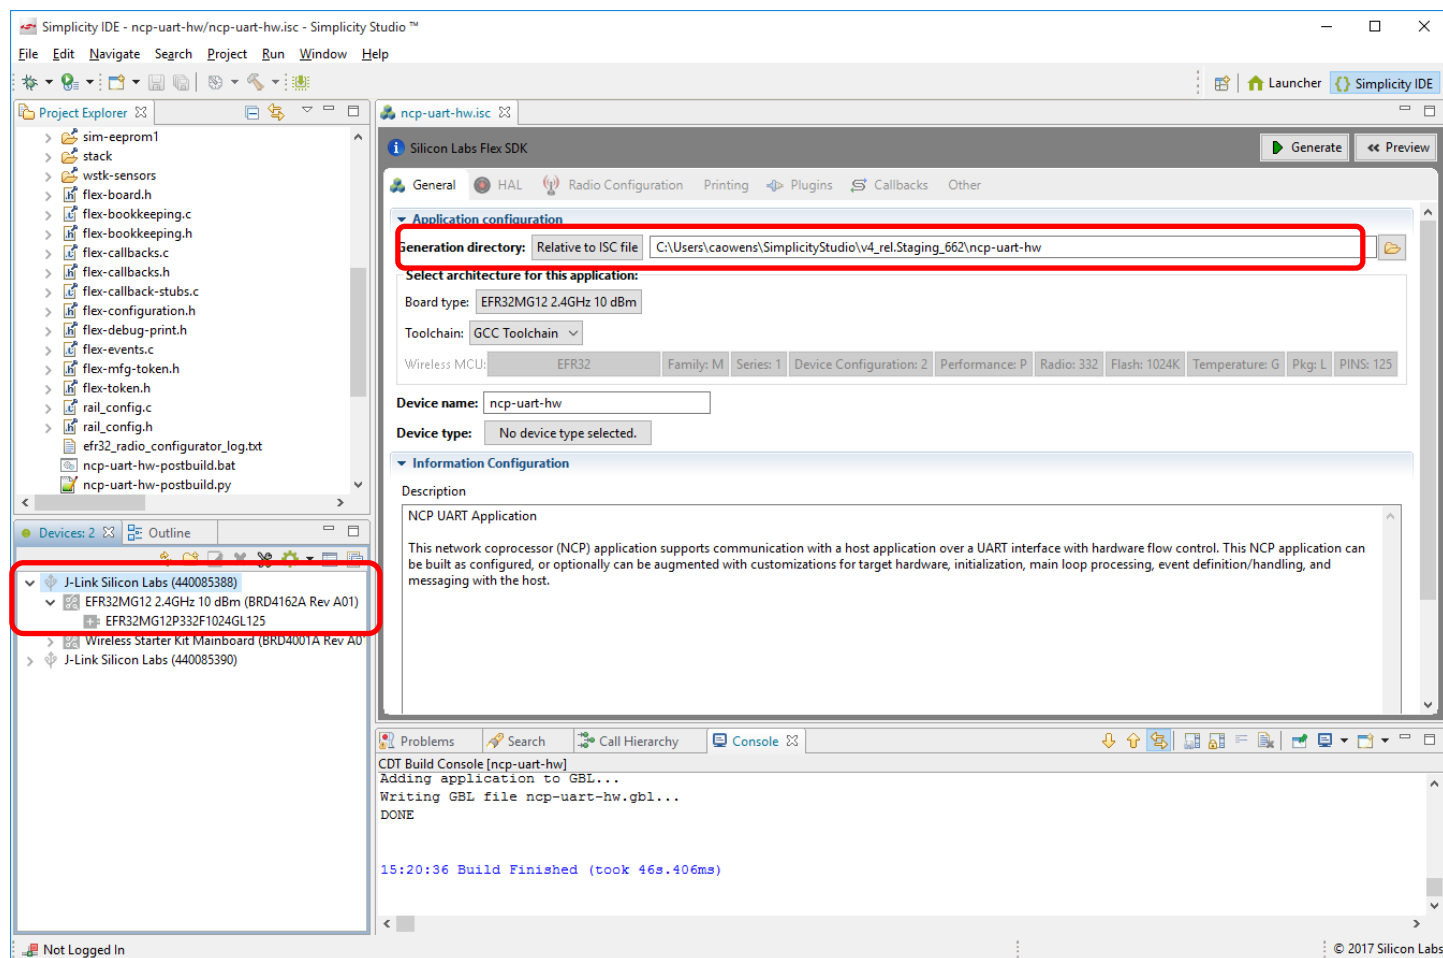 Simplicity IDE - ncp-uart-hw/ncp-uart-hw.isc - Simplicity Studio ™
File Edit Navigate Search Project Run Window Help
Launcher Simplicity IDE
Project Explorer
sim-eeprom1
stack
wstk-sensors
flex-board.h
flex-bookkeeping.c
flex-bookkeeping.h
flex-callbacks.c
flex-callbacks.h
flex-callback-stubs.c
flex-configuration.h
flex-debug-print.h
flex-events.c
flex-mfg-token.h
flex-token.h
rail_config.c
rail_config.h
efr32_radio_configurator_log.txt
ncp-uart-hw-postbuild.bat
ncp-uart-hw-postbuild.py
Devices: 2 Outline
J-Link Silicon Labs (440085388)
EFR32MG12 2.4GHz 10 dBm (BRD4162A Rev A01)
EFR32MG12P332F1024GL125
Wireless Starter Kit Mainboard (BRD4001A Rev A0
J-Link Silicon Labs (440085390)
ncp-uart-hw.isc
Silicon Labs Flex SDK Generate Preview
General HAL Radio Configuration Printing Plugins Callbacks Other
Application configuration
Generation directory: Relative to ISC file C:\Users\caowens\SimplicityStudio\v4_rel.Staging_662\ncp-uart-hw
Select architecture for this application:
Board type: EFR32MG12 2.4GHz 10 dBm
Toolchain: GCC Toolchain
Wireless MCU: EFR32 Family: M Series: 1 Device Configuration: 2 Performance: P Radio: 332 Flash: 1024K Temperature: G Pkg: L PINS: 125
Device name: ncp-uart-hw
Device type: No device type selected.
Information Configuration
Description
NCP UART Application
This network coprocessor (NCP) application supports communication with a host application over a UART interface with hardware flow control. This NCP application can
be built as configured, or optionally can be augmented with customizations for target hardware, initialization, main loop processing, event definition/handling, and
messaging with the host.
Problems Search Call Hierarchy Console
CDT Build Console [ncp-uart-hw]
Adding application to GBL...
Writing GBL file ncp-uart-hw.gbl...
DONE
15:20:36 Build Finished (took 46s.406ms)
Not Logged In
© 2017 Silicon Labs